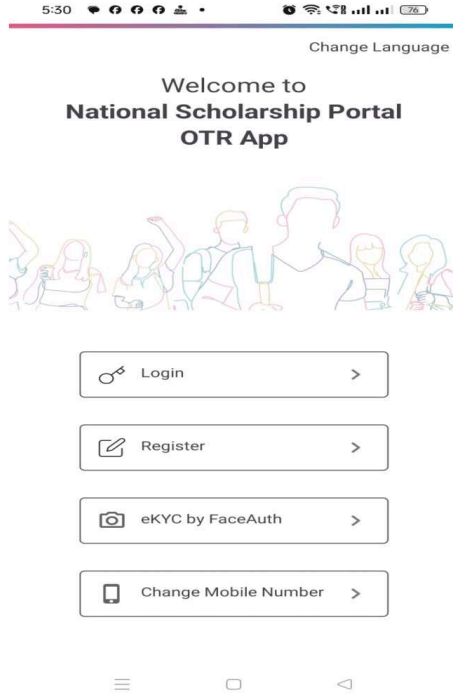 5:30
76
Change Language
Welcome to
National Scholarship Portal
OTR App
Login
Register
eKYC by FaceAuth
Change Mobile Number